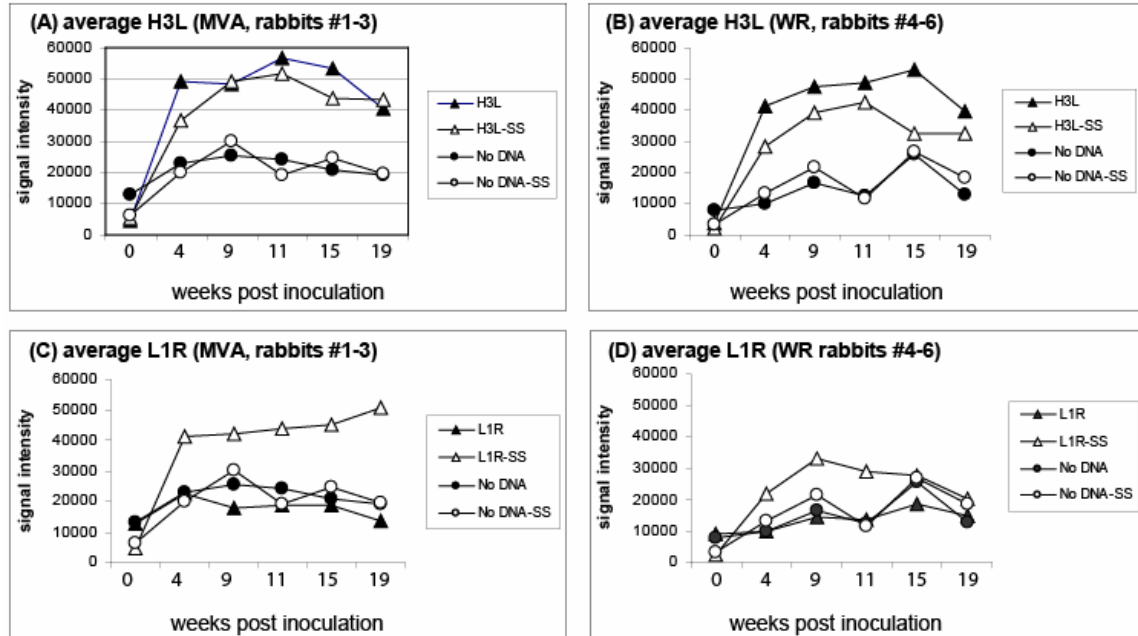 (A) average H3L (MVA, rabbits #1-3)
signal intensity
60000
50000
40000
30000
20000
10000
0
0 4 9 11 15 19
weeks post inoculation
H3L
H3L-SS
No DNA
No DNA-SS
(B) average H3L (WR, rabbits #4-6)
signal intensity
60000
50000
40000
30000
20000
10000
0
0 4 9 11 15 19
weeks post inoculation
H3L
H3L-SS
No DNA
No DNA-SS
(C) average L1R (MVA, rabbits #1-3)
signal intensity
60000
50000
40000
30000
20000
10000
0
0 4 9 11 15 19
weeks post inoculation
L1R
L1R-SS
No DNA
No DNA-SS
(D) average L1R (WR rabbits #4-6)
signal intensity
60000
50000
40000
30000
20000
10000
0
0 4 9 11 15 19
weeks post inoculation
L1R
L1R-SS
No DNA
No DNA-SS